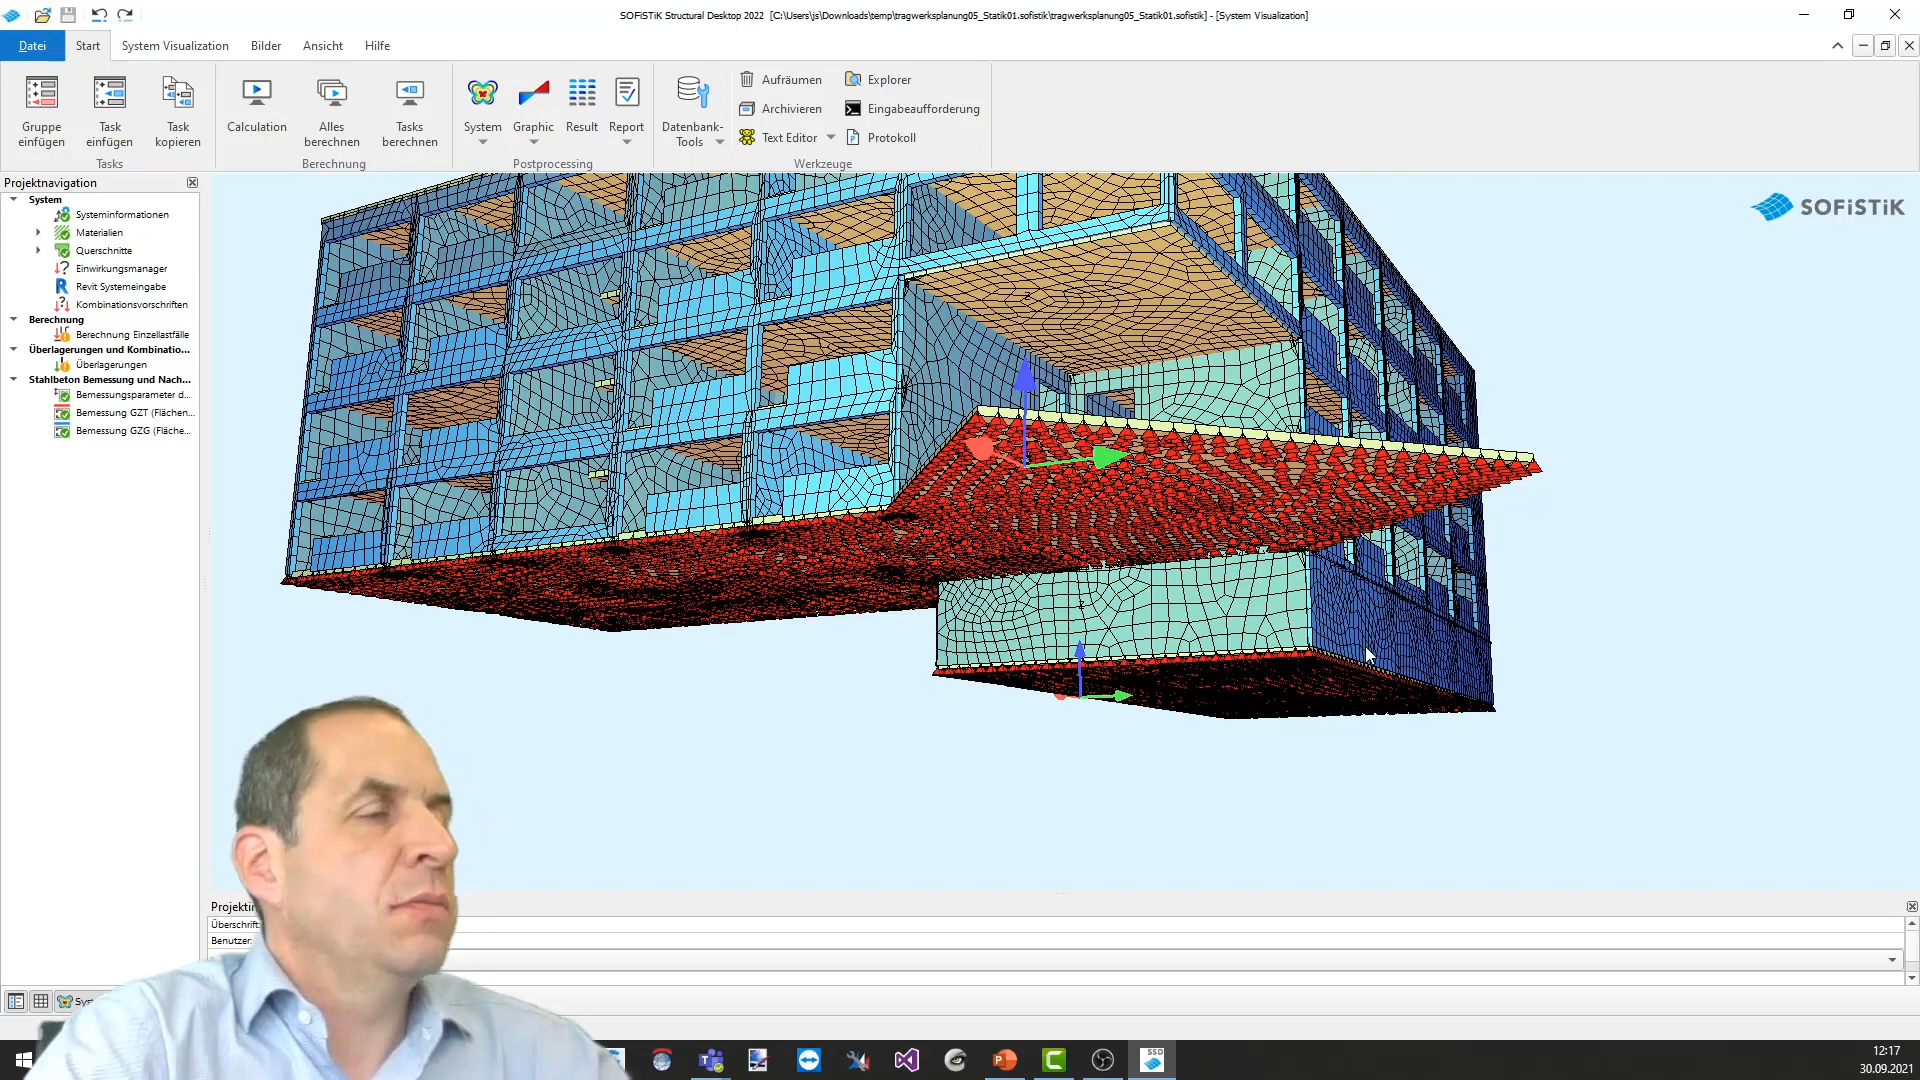 SOFiSTiK Structural Desktop 2022 [C:\Users\js\Downloads\temp\tragwerksplanung05_Statik01.sofistik\tragwerksplanung05_Statik01.sofistik] - [System Visualization]
Datei Start System Visualization Bilder Ansicht Hilfe
Gruppe einfügen
Task einfügen
Task kopieren
Tasks
Calculation
Alles berechnen
Tasks berechnen
Berechnung
System
Graphic
Result
Report
Postprocessing
Datenbank-Tools
Aufräumen
Archivieren
Text Editor
Explorer
Eingabeaufforderung
Protokoll
Werkzeuge
Projektnavigation
System
Systeminformationen
Materialien
Querschnitte
Einwirkungsmanager
Revit Systemeingabe
Kombinationsvorschriften
Berechnung
Berechnung Einzellastfälle
Überlagerungen und Kombinatio...
Überlagerungen
Stahlbeton Bemessung und Nach...
Bemessungsparameter d...
Bemessung GZT (Flächen...
Bemessung GZG (Fläche...
SOFiSTiK
Projektin
Überschrift:
Benutzer:
Syst
SSD
12:17
30.09.2021